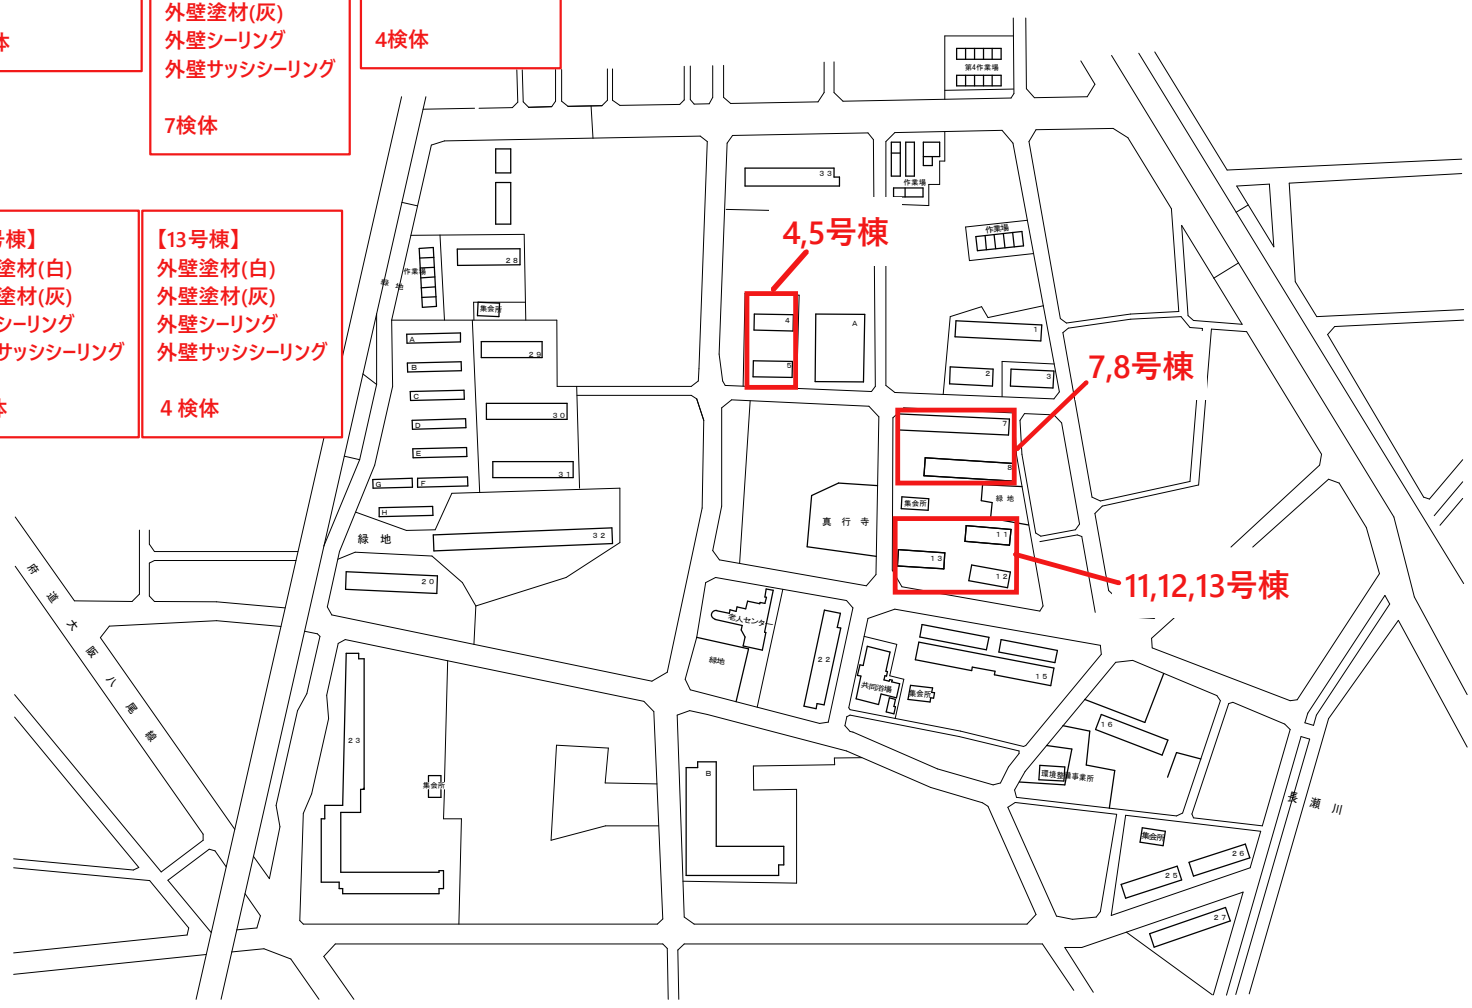 外壁塗材(灰)
外壁シーリング
外壁サッシシーリング
7検体
体
4検体
号棟】
塗材(白)
塗材(灰)
シーリング
サッシシーリング
体
【13号棟】
外壁塗材(白)
外壁塗材(灰)
外壁シーリング
外壁サッシシーリング
4 検体
第4作業場
33
作業場
作業場
4,5号棟
28
作業場
緑地
集会所
4
A
5
1
2
3
7,8号棟
A
29
B
C
30
D
E
31
G
F
H
緑地
32
20
7
8
集会所
緑地
真行寺
11
13
12
11,12,13号棟
府道大阪八尾線
老人センター
緑地
22
共同浴場
集会所
15
16
環境整備事業所
長瀬川
23
集会所
B
集会所
26
25
27